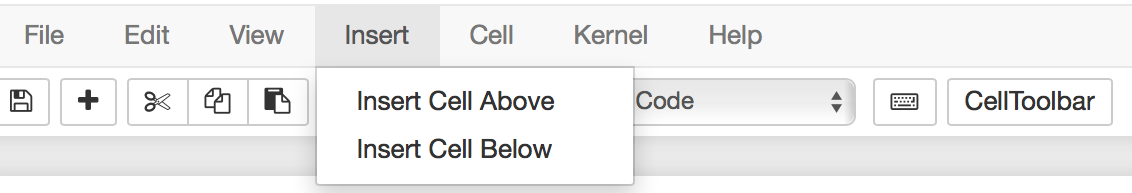 File Edit View Insert Cell Kernel Help
Code CellToolbar
Insert Cell Above
Insert Cell Below